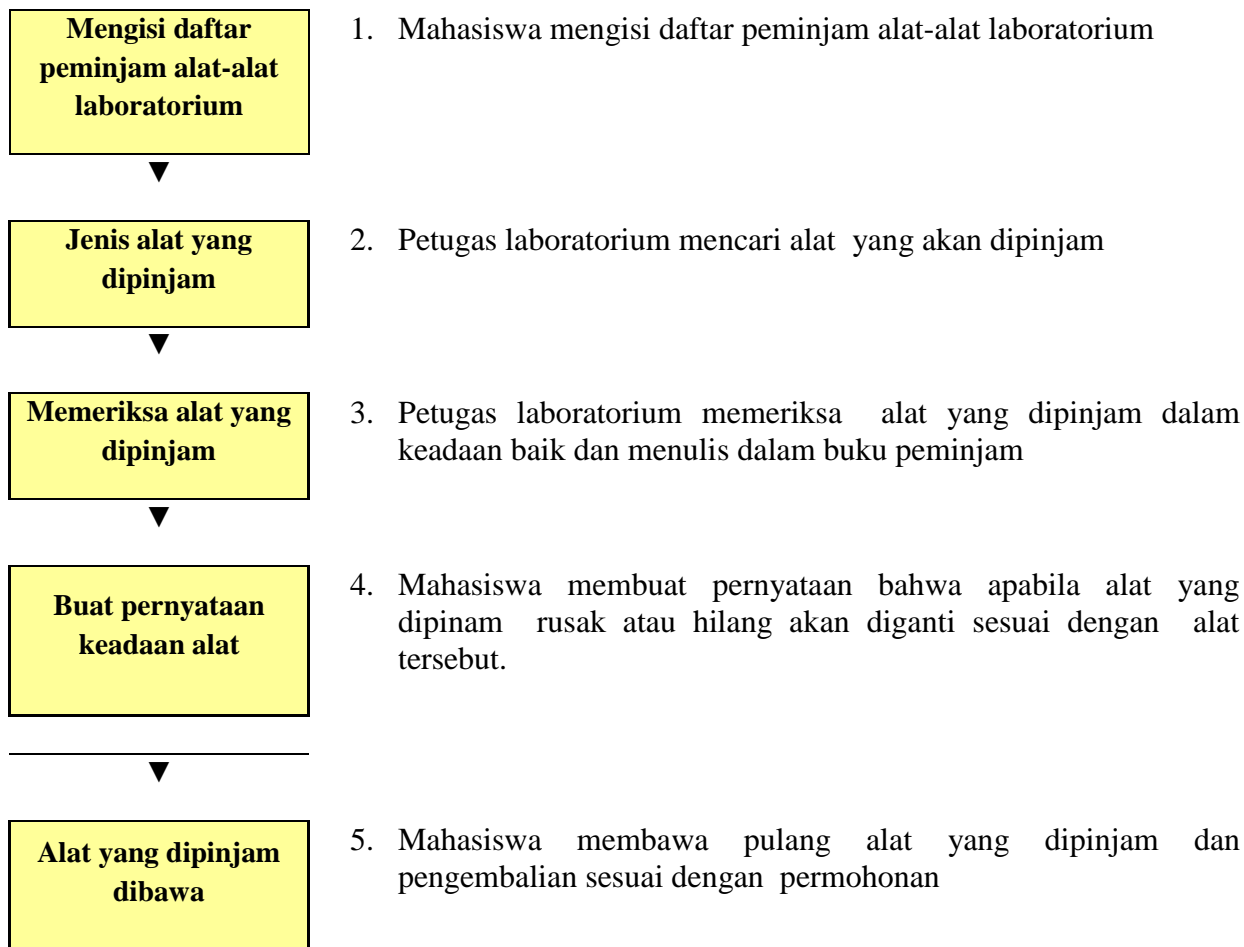 Mengisi daftar
peminjam alat-alat
laboratorium
1. Mahasiswa mengisi daftar peminjam alat-alat laboratorium
▼
Jenis alat yang
dipinjam
2. Petugas laboratorium mencari alat yang akan dipinjam
▼
Memeriksa alat yang
dipinjam
3. Petugas laboratorium memeriksa alat yang dipinjam dalam
keadaan baik dan menulis dalam buku peminjam
▼
Buat pernyataan
keadaan alat
4. Mahasiswa membuat pernyataan bahwa apabila alat yang
dipinam rusak atau hilang akan diganti sesuai dengan alat
tersebut.
▼
Alat yang dipinjam
dibawa
5. Mahasiswa membawa pulang alat yang dipinjam dan
pengembalian sesuai dengan permohonan